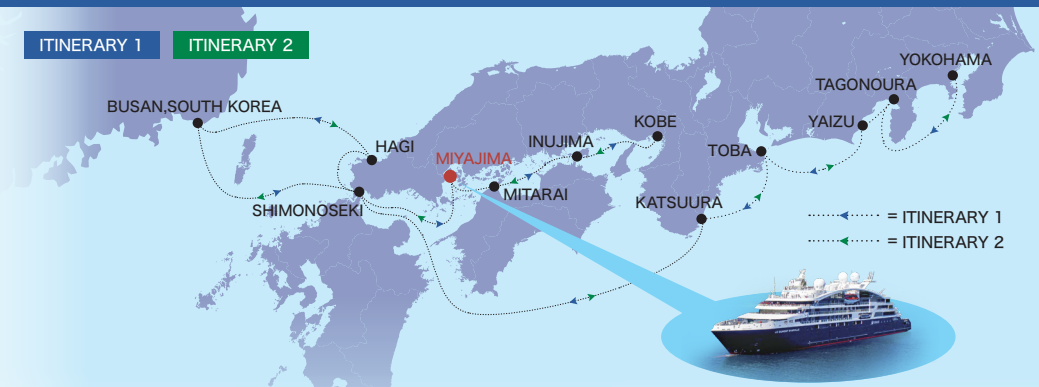 ITINERARY 1
ITINERARY 2
YOKOHAMA
TAGONOURA
BUSAN,SOUTH KOREA
YAIZU
KOBE
INUJIMA
HAGI
TOBA
MIYAJIMA
MITARAI
KATSUURA
SHIMONOSEKI
= ITINERARY 1
= ITINERARY 2